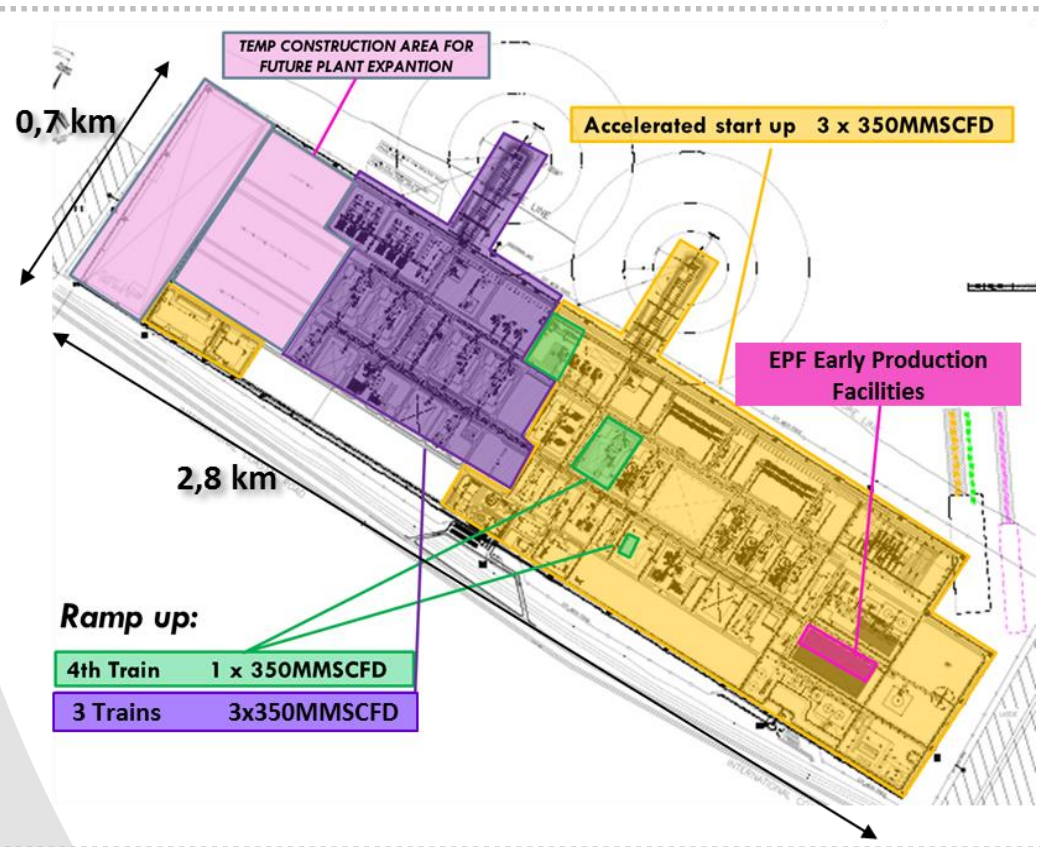 TEMP CONSTRUCTION AREA FOR
FUTURE PLANT EXPANTION
0,7 km
Accelerated start up 3 x 350MMSCFD
EPF Early Production
Facilities
2,8 km
Ramp up:
4th Train 1 x 350MMSCFD
3 Trains 3x350MMSCFD